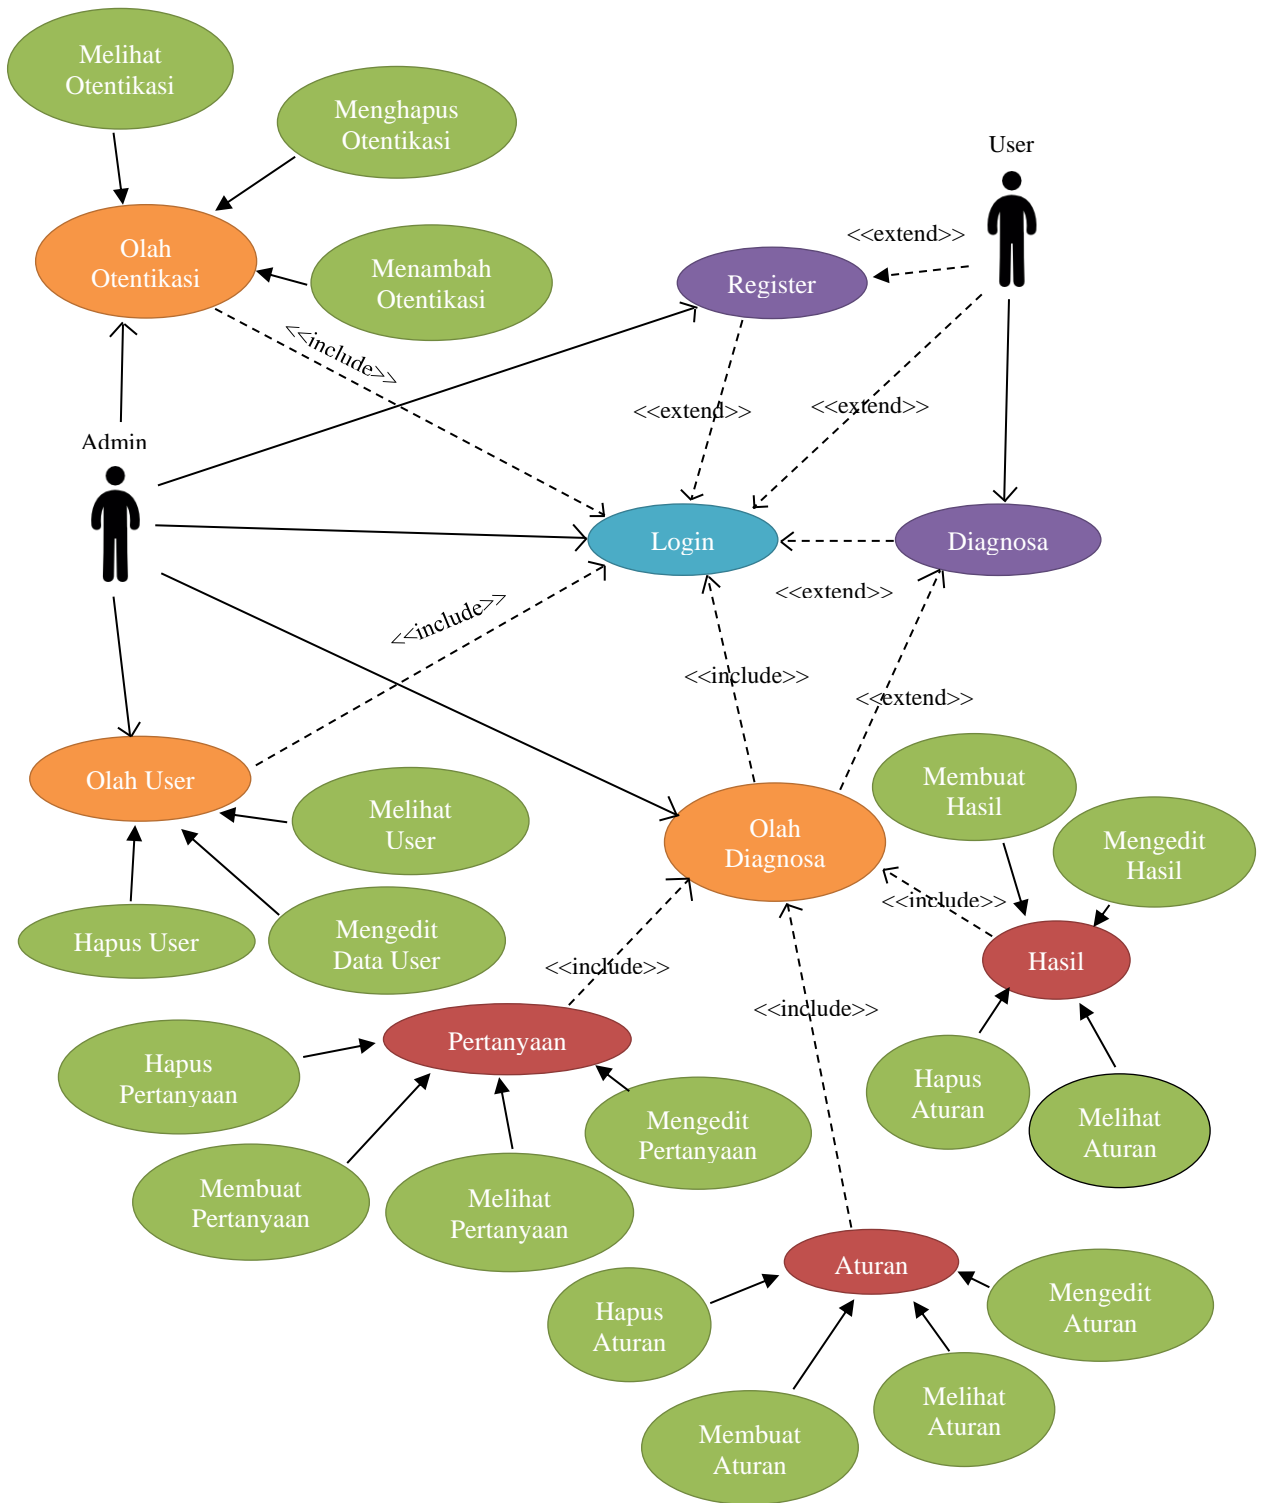 Melihat
Otentikasi
Menghapus
Otentikasi
User
<<extend>>
Olah
Otentikasi
Menambah
Otentikasi
Register
<<include>>
<<extend>>
<<extend>>
Admin
Login
Diagnosa
<<extend>>
<<include>>
<<include>>
<<extend>>
Olah User
Melihat
User
Membuat
Hasil
Olah
Diagnosa
Mengedit
Hasil
<<include>>
Hapus User
Mengedit
Data User
<<include>>
Hasil
<<include>>
Pertanyaan
Hapus
Pertanyaan
Hapus
Aturan
Mengedit
Pertanyaan
Melihat
Aturan
Membuat
Pertanyaan
Melihat
Pertanyaan
Aturan
Hapus
Aturan
Mengedit
Aturan
Melihat
Aturan
Membuat
Aturan